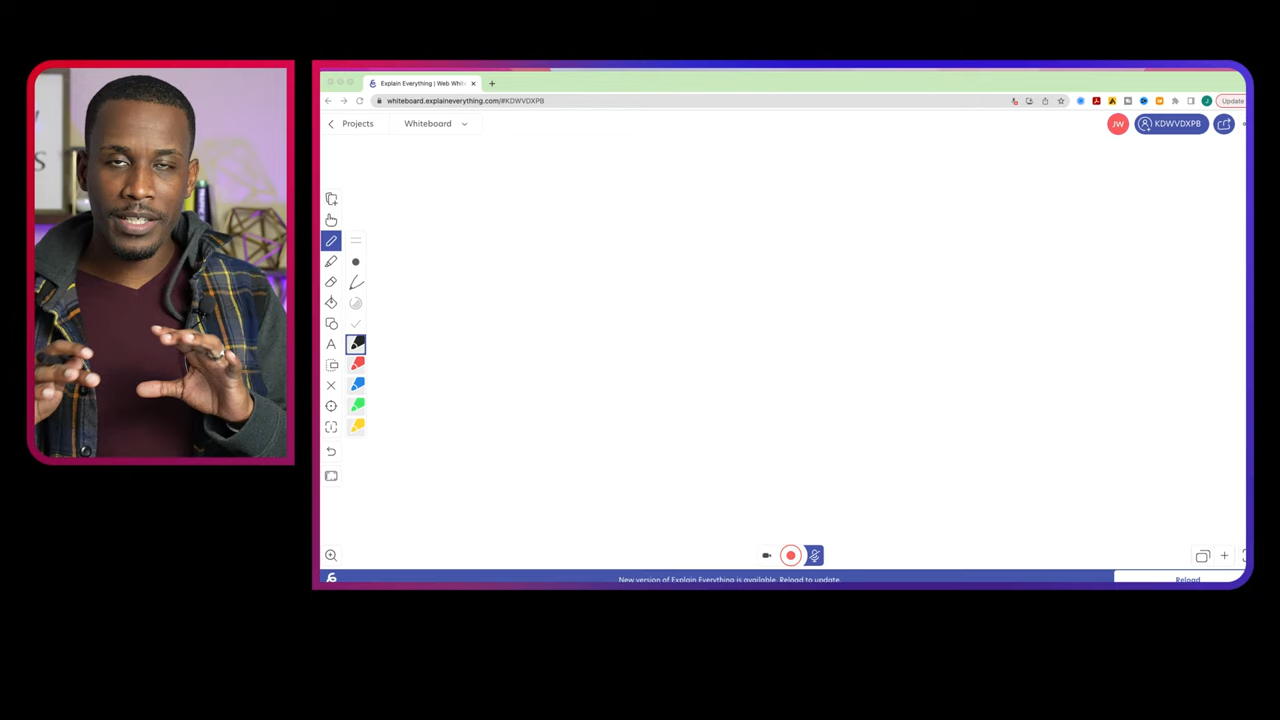 Explain Everything | Web Whi
whiteboard.explaineverything.com/#KDWVDXPB
Update
Projects
Whiteboard
JW
KDWVDXPB
J
A
New version of Explain Everything is available. Reload to update.
Reload